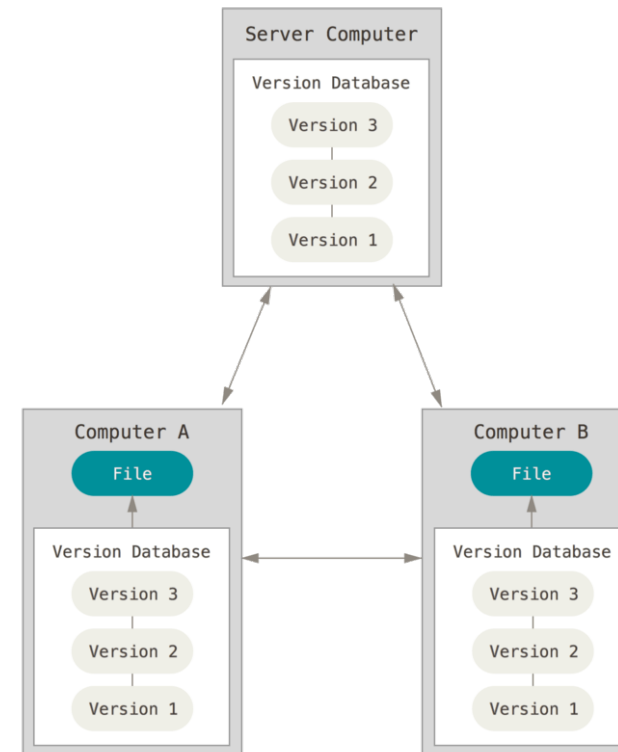 Server Computer
Version Database
Version 3
Version 2
Version 1
Computer A
File
Version Database
Version 3
Version 2
Version 1
Computer B
File
Version Database
Version 3
Version 2
Version 1